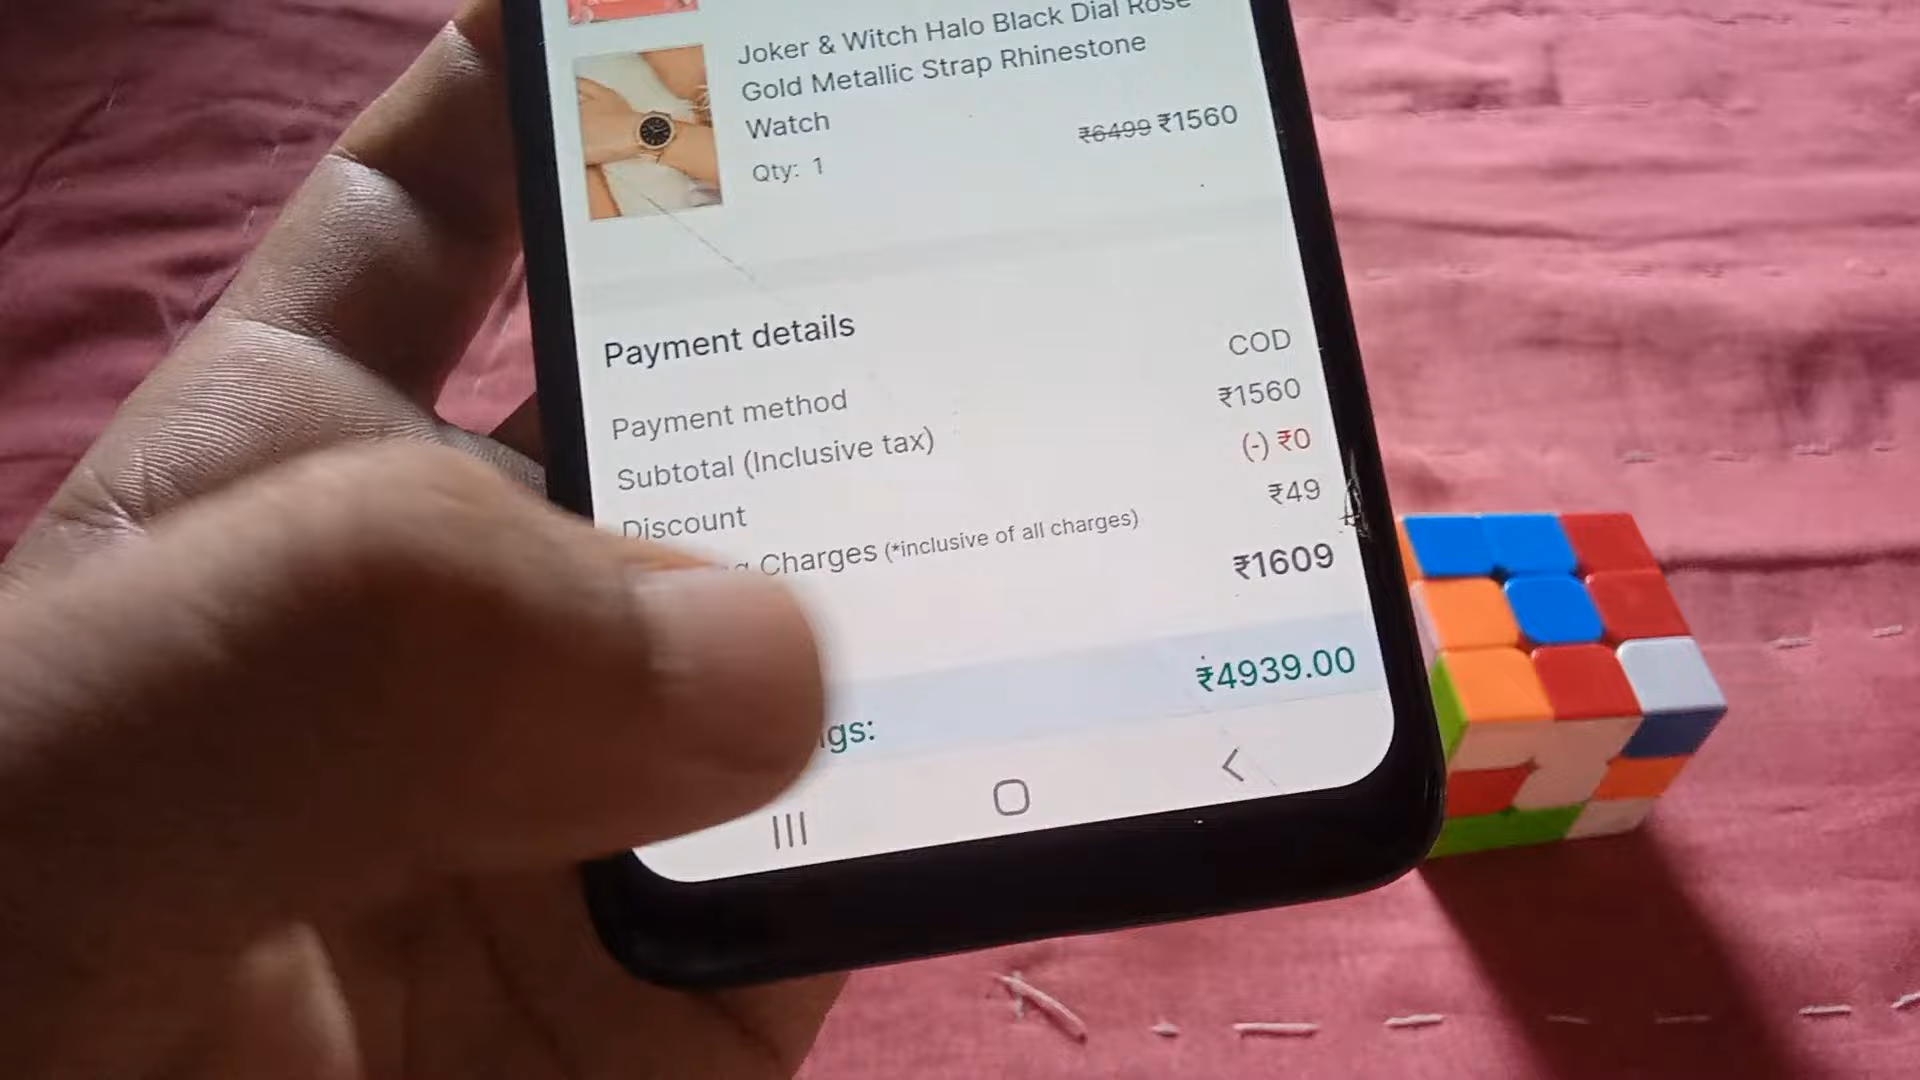 Joker & Witch Halo Black Dial Rose
Gold Metallic Strap Rhinestone
Watch
₹6499 ₹1560
Qty: 1
Payment details
Payment method COD
Subtotal (Inclusive tax) ₹1560
Discount (-) ₹0
Charges (*inclusive of all charges) ₹49
₹1609
₹4939.00